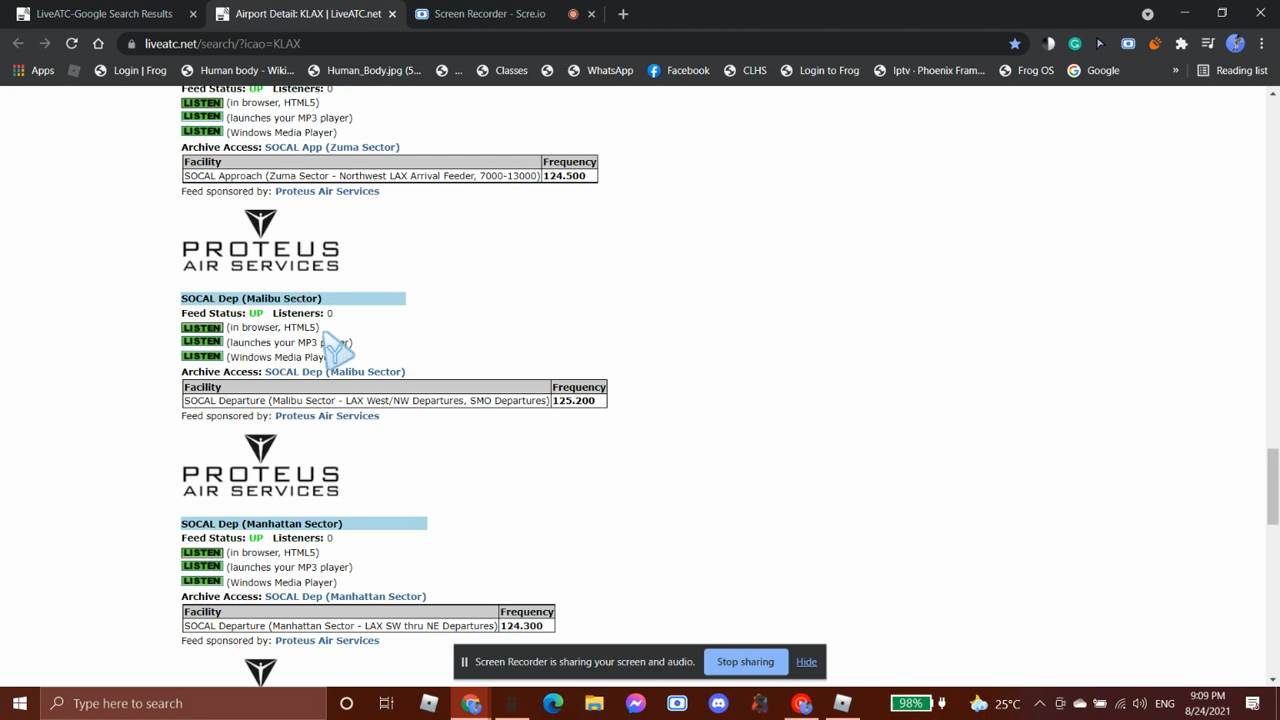 LiveATC-Google Search Results
Airport Detail: KLAX | LiveATC.net
Screen Recorder - Scre.io
liveatc.net/search/?icao=KLAX
Apps
Login | Frog
Human body - Wiki...
Human_Body.jpg (5...
...
Classes
WhatsApp
Facebook
CLHS
Login to Frog
Iptv - Phoenix Fram...
Frog OS
Google
»
Reading list
Feed Status: UP Listeners: 0
LISTEN (in browser, HTML5)
LISTEN (launches your MP3 player)
LISTEN (Windows Media Player)
Archive Access: SOCAL App (Zuma Sector)
Facility Frequency
SOCAL Approach (Zuma Sector - Northwest LAX Arrival Feeder, 7000-13000) 124.500
Feed sponsored by: Proteus Air Services
PROTEUS
AIR SERVICES
SOCAL Dep (Malibu Sector)
Feed Status: UP Listeners: 0
LISTEN (in browser, HTML5)
LISTEN (launches your MP3 player)
LISTEN (Windows Media Player)
Archive Access: SOCAL Dep (Malibu Sector)
Facility Frequency
SOCAL Departure (Malibu Sector - LAX West/NW Departures, SMO Departures) 125.200
Feed sponsored by: Proteus Air Services
PROTEUS
AIR SERVICES
SOCAL Dep (Manhattan Sector)
Feed Status: UP Listeners: 0
LISTEN (in browser, HTML5)
LISTEN (launches your MP3 player)
LISTEN (Windows Media Player)
Archive Access: SOCAL Dep (Manhattan Sector)
Facility Frequency
SOCAL Departure (Manhattan Sector - LAX SW thru NE Departures) 124.300
Feed sponsored by: Proteus Air Services
Screen Recorder is sharing your screen and audio.
Stop sharing
Hide
Type here to search
98%
25°C
ENG
9:09 PM
8/24/2021